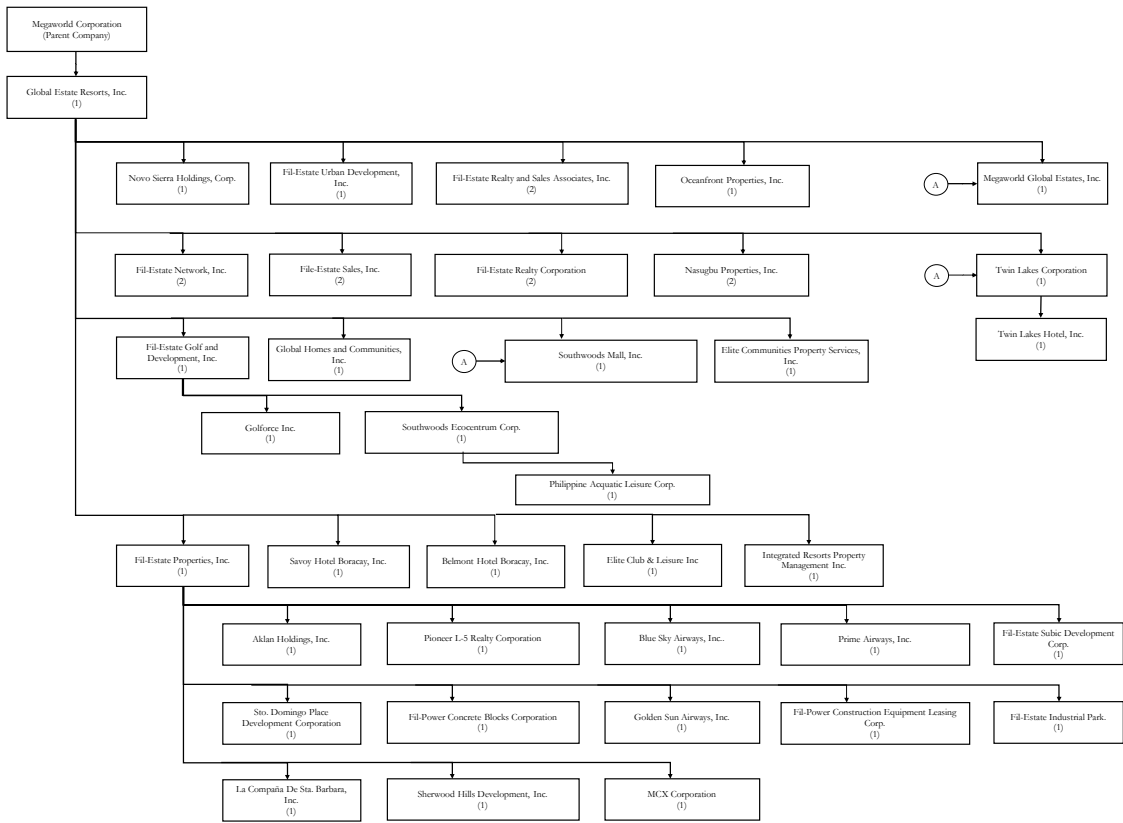 Megaworld Corporation
(Parent Company)
Global Estate Resorts, Inc.
(1)
Novo Sierra Holdings, Corp.
(1)
Fil-Estate Urban Development,
Inc.
(1)
Fil-Estate Realty and Sales Associates, Inc.
(2)
Oceanfront Properties, Inc.
(1)
A
Megaworld Global Estates, Inc.
(1)
Fil-Estate Network, Inc.
(2)
File-Estate Sales, Inc.
(2)
Fil-Estate Realty Corporation
(2)
Nasugbu Properties, Inc.
(2)
A
Twin Lakes Corporation
(1)
Twin Lakes Hotel, Inc.
(1)
Fil-Estate Golf and
Development, Inc.
(1)
Global Homes and Communities,
Inc.
(1)
A
Southwoods Mall, Inc.
(1)
Elite Communities Property Services,
Inc.
(1)
Golforce Inc.
(1)
Southwoods Ecocentrum Corp.
(1)
Philippine Acquatic Leisure Corp.
(1)
Fil-Estate Properties, Inc.
(1)
Savoy Hotel Boracay, Inc.
(1)
Belmont Hotel Boracay, Inc.
(1)
Elite Club & Leisure Inc
(1)
Integrated Resorts Property
Management Inc.
(1)
Aklan Holdings, Inc.
(1)
Pioneer L-5 Realty Corporation
(1)
Blue Sky Airways, Inc..
(1)
Prime Airways, Inc.
(1)
Fil-Estate Subic Development
Corp.
(1)
Sto. Domingo Place
Development Corporation
(1)
Fil-Power Concrete Blocks Corporation
(1)
Golden Sun Airways, Inc.
(1)
Fil-Power Construction Equipment Leasing
Corp.
(1)
Fil-Estate Industrial Park.
(1)
La Compaña De Sta. Barbara,
Inc.
(1)
Sherwood Hills Development, Inc.
(1)
MCX Corporation
(1)